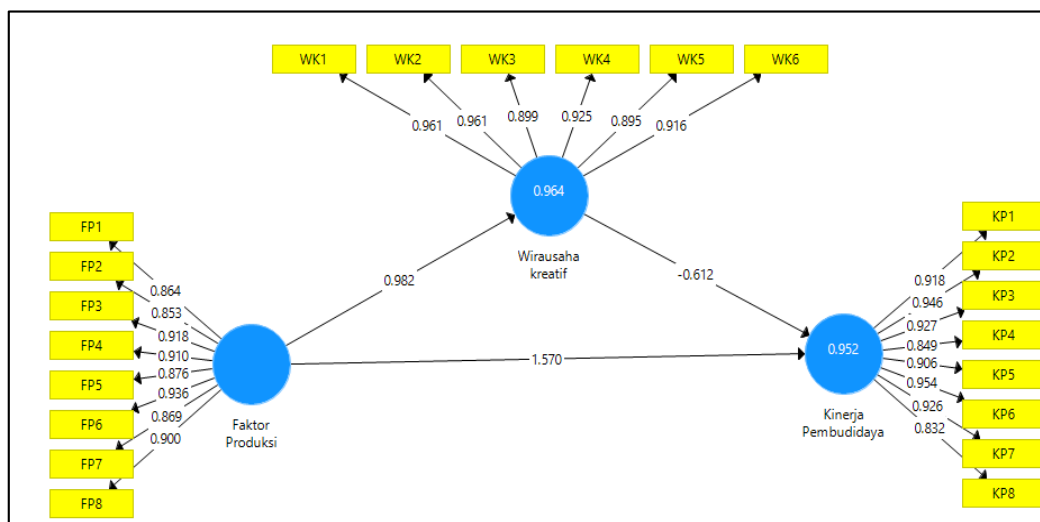 WK1 WK2 WK3 WK4 WK5 WK6
0.961 0.961 0.899 0.925 0.895 0.916
0.964
Wirausaha
kreatif
FP1
FP2
FP3
FP4
FP5
FP6
FP7
FP8
0.864
0.853
0.918
0.910
0.876
0.936
0.869
0.900
Faktor
Produksi
0.982
-0.612
1.570
0.952
Kinerja
Pembudidaya
0.918
0.946
0.927
0.849
0.906
0.954
0.926
0.832
KP1
KP2
KP3
KP4
KP5
KP6
KP7
KP8